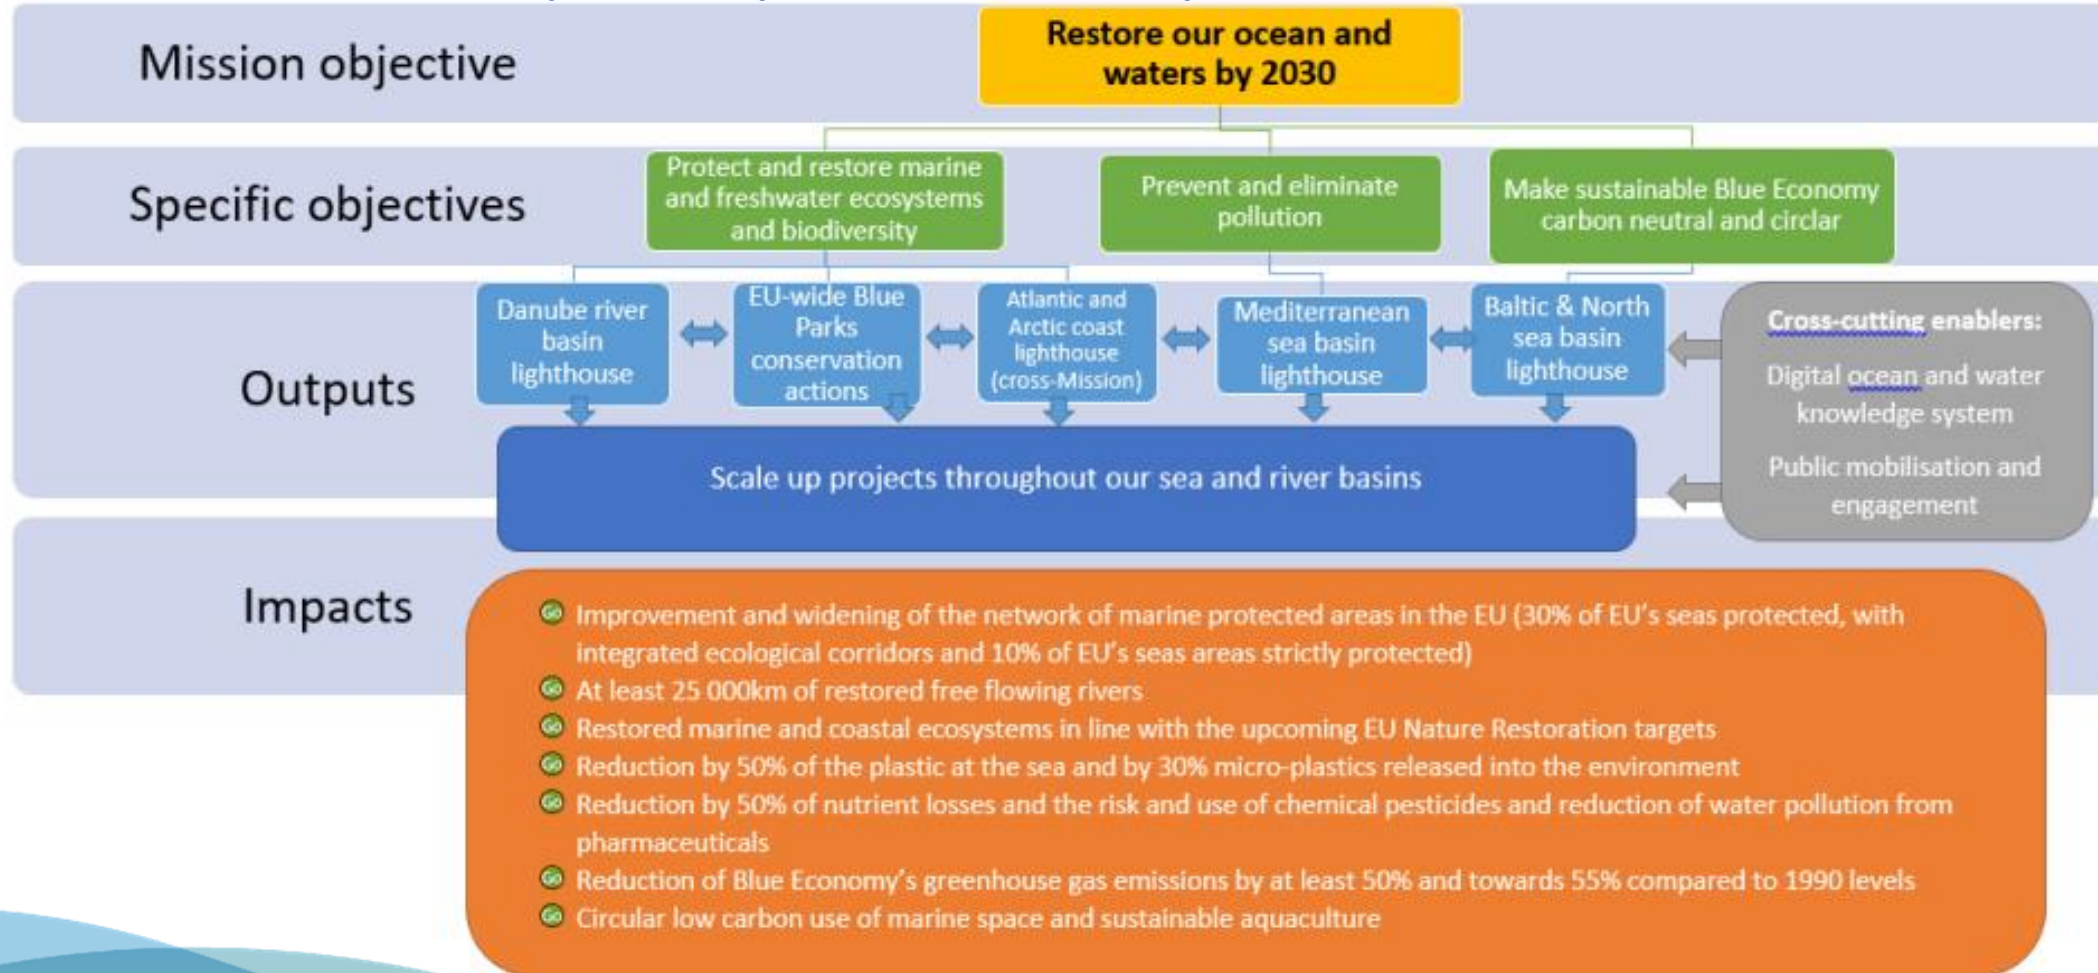 Mission objective
Restore our ocean and
waters by 2030
Specific objectives
Protect and restore marine
and freshwater ecosystems
and biodiversity
Prevent and eliminate
pollution
Make sustainable Blue Economy
carbon neutral and circlar
Outputs
Danube river
basin
lighthouse
EU-wide Blue
Parks
conservation
actions
Atlantic and
Arctic coast
lighthouse
(cross-Mission)
Mediterranean
sea basin
lighthouse
Baltic & North
sea basin
lighthouse
Cross-cutting enablers:
Digital ocean and water
knowledge system
Public mobilisation and
engagement
Scale up projects throughout our sea and river basins
Impacts
Go Improvement and widening of the network of marine protected areas in the EU (30% of EU's seas protected, with
integrated ecological corridors and 10% of EU's seas areas strictly protected)
Go At least 25 000km of restored free flowing rivers
Go Restored marine and coastal ecosystems in line with the upcoming EU Nature Restoration targets
Go Reduction by 50% of the plastic at the sea and by 30% micro-plastics released into the environment
Go Reduction by 50% of nutrient losses and the risk and use of chemical pesticides and reduction of water pollution from
pharmaceuticals
Go Reduction of Blue Economy's greenhouse gas emissions by at least 50% and towards 55% compared to 1990 levels
Go Circular low carbon use of marine space and sustainable aquaculture